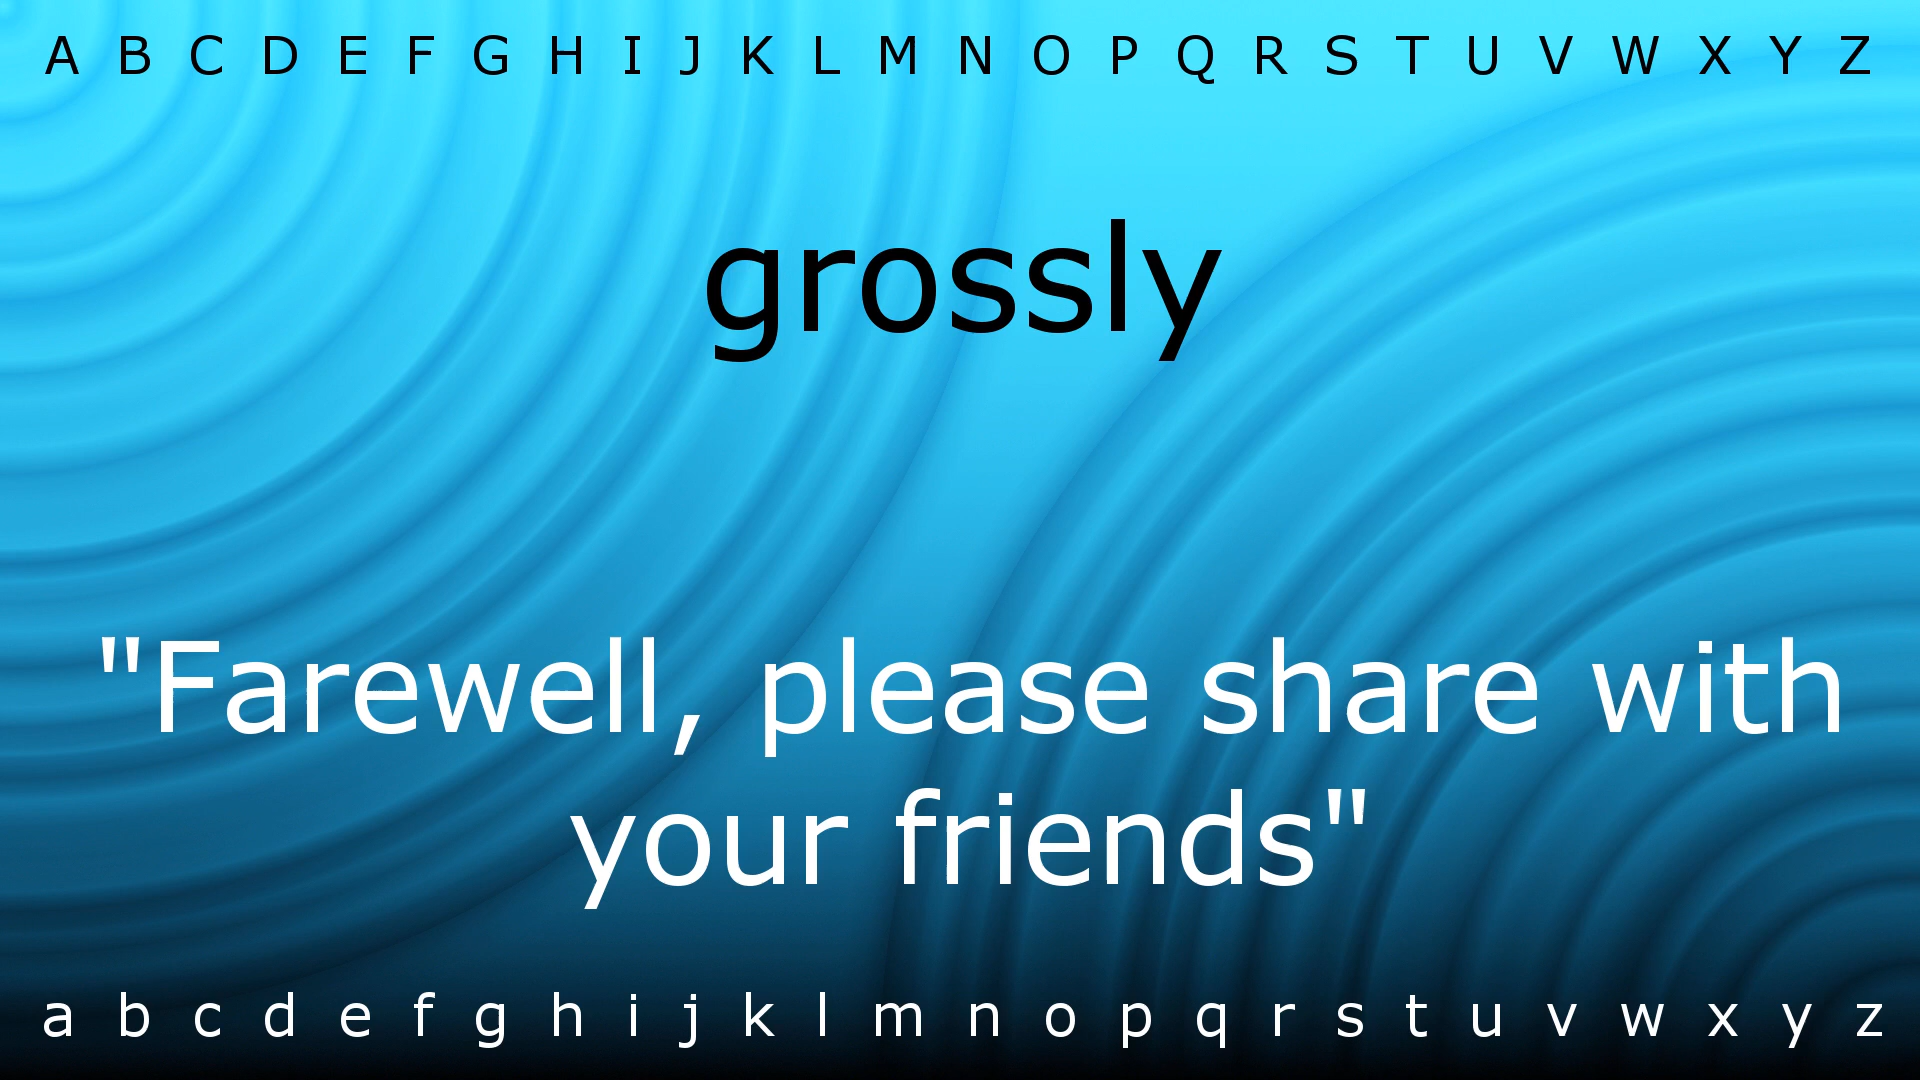 A B C D E F G H I J K L M N O P Q R S T U V W X Y Z
grossly
"Farewell, please share with
your friends"
a b c d e f g h i j k l m n o p q r s t u v w x y z